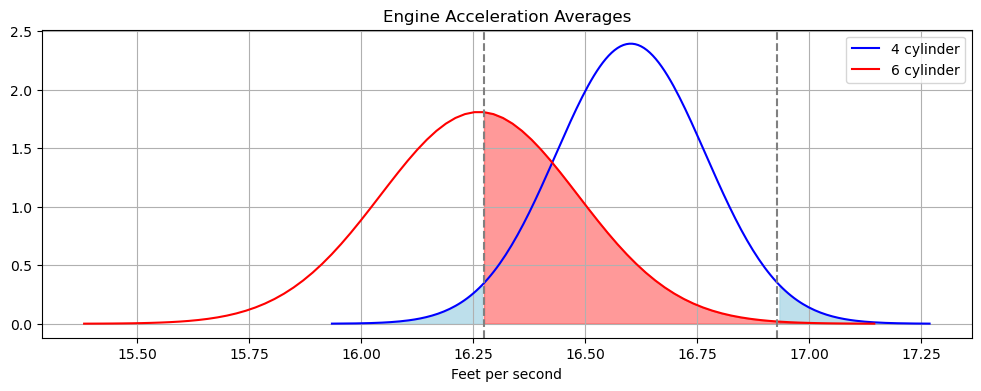 Engine Acceleration Averages
2.5
2.0
1.5
1.0
0.5
0.0
4 cylinder
6 cylinder
15.50 15.75 16.00 16.25 16.50 16.75 17.00 17.25
Feet per second